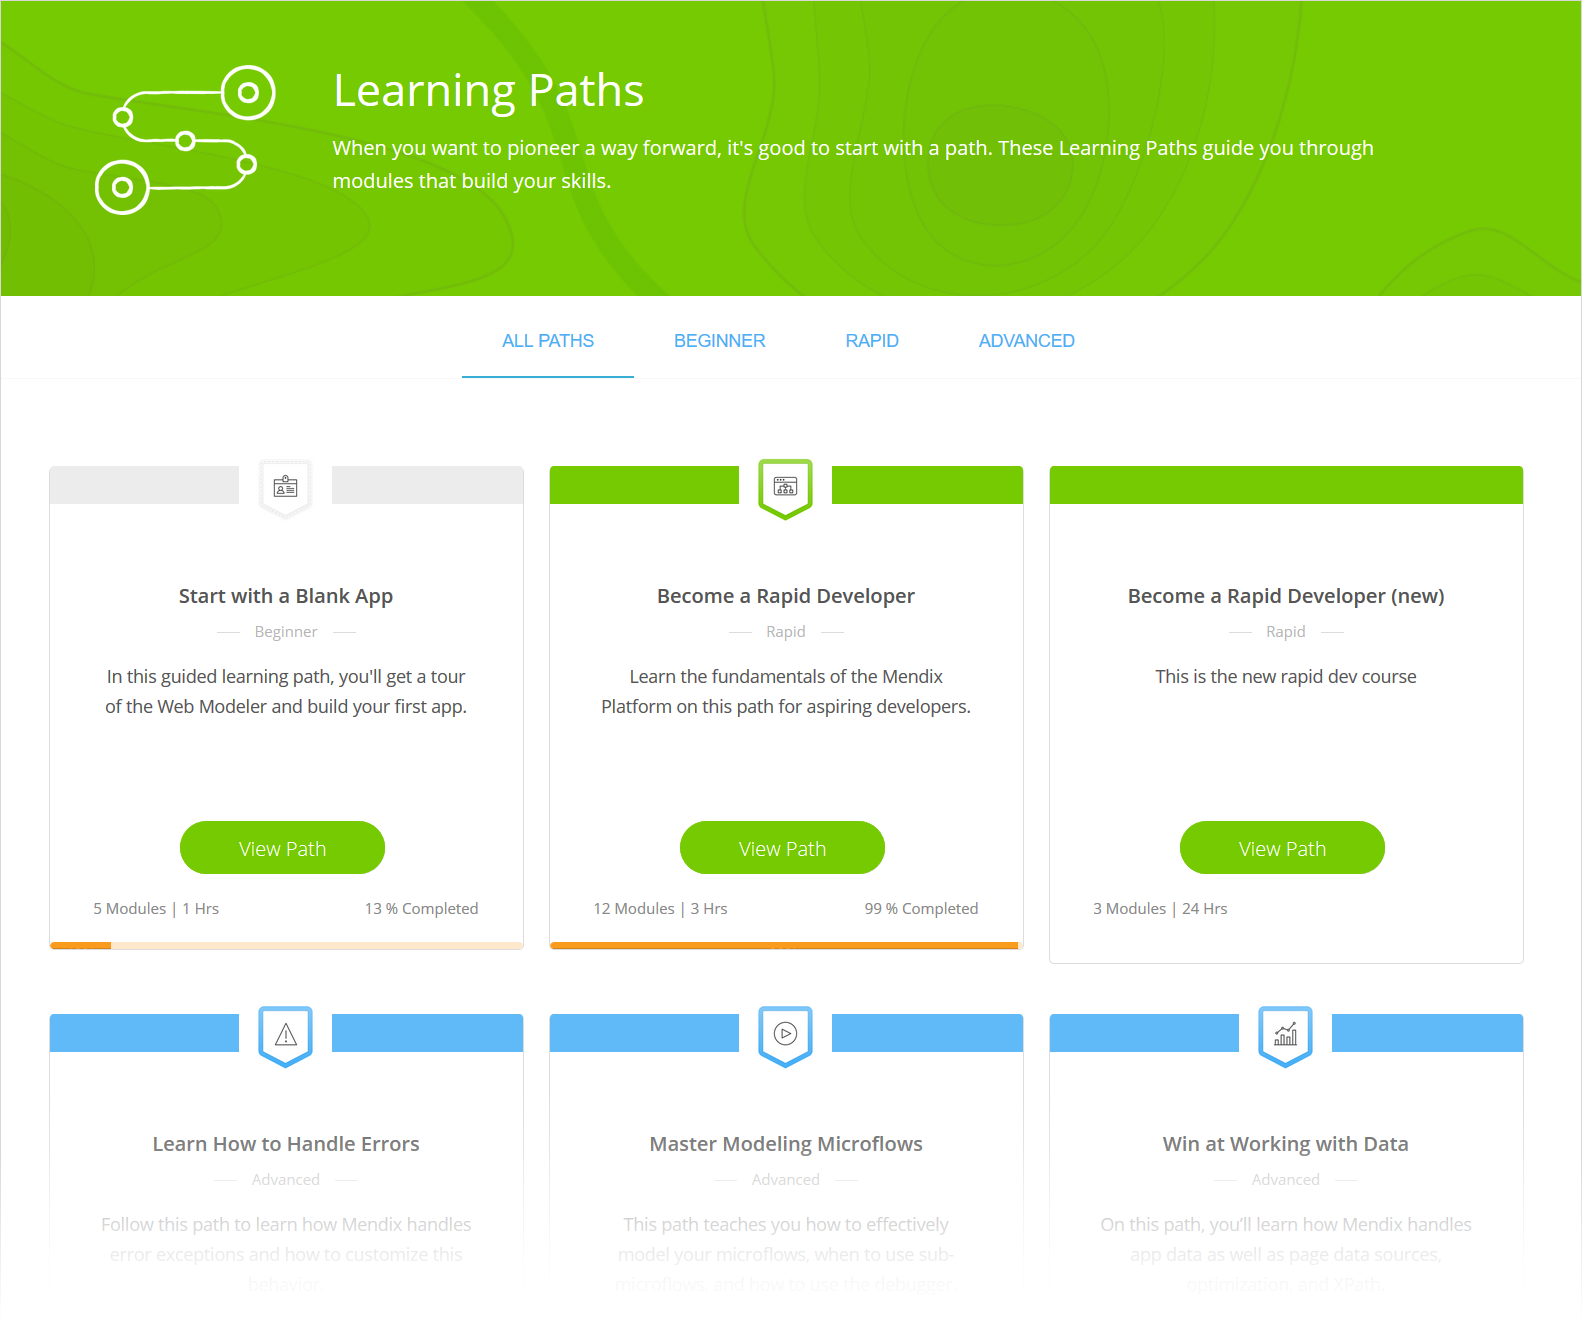 Learning Paths
When you want to pioneer a way forward, it's good to start with a path. These Learning Paths guide you through
modules that build your skills.
ALL PATHS
BEGINNER
RAPID
ADVANCED
Start with a Blank App
Beginner
In this guided learning path, you'll get a tour
of the Web Modeler and build your first app.
View Path
5 Modules | 1 Hrs
13 % Completed
Become a Rapid Developer
Rapid
Learn the fundamentals of the Mendix
Platform on this path for aspiring developers.
View Path
12 Modules | 3 Hrs
99 % Completed
Become a Rapid Developer (new)
Rapid
This is the new rapid dev course
View Path
3 Modules | 24 Hrs
Learn How to Handle Errors
Advanced
Follow this path to learn how Mendix handles
error exceptions and how to customize this
behavior.
Master Modeling Microflows
Advanced
This path teaches you how to effectively
model your microflows, when to use sub-
microflows, and how to use the debugger.
Win at Working with Data
Advanced
On this path, you’ll learn how Mendix handles
app data as well as page data sources,
optimization, and XPath.